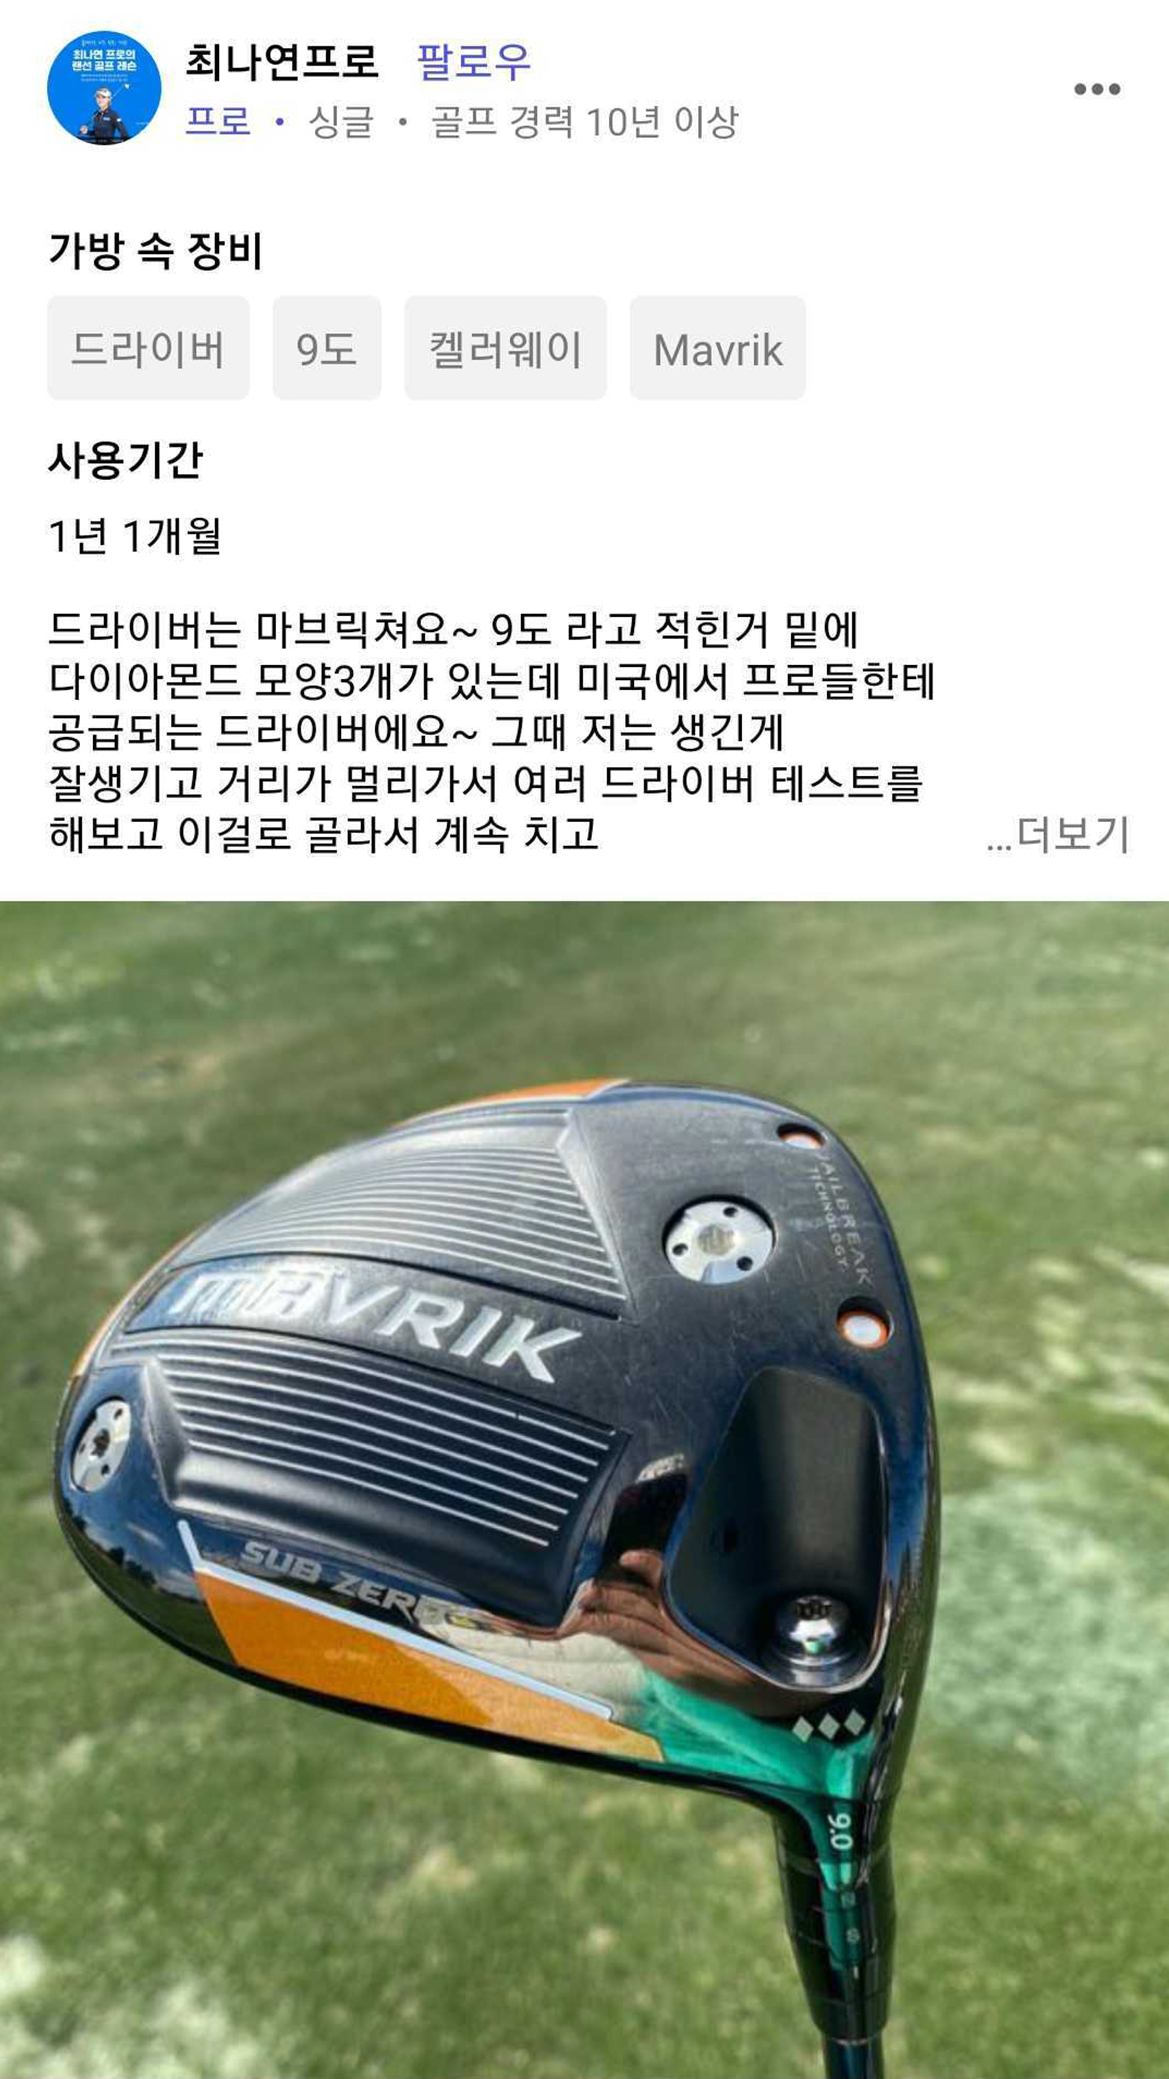 최나연 프로의
랜선 골프 레슨
최나연프로 팔로우
프로 • 싱글 • 골프 경력 10년 이상
가방 속 장비
드라이버 9도 켈러웨이 Mavrik
사용기간
1년 1개월
드라이버는 마브릭쳐요~ 9도 라고 적힌거 밑에
다이아몬드 모양3개가 있는데 미국에서 프로들한테
공급되는 드라이버에요~ 그때 저는 생긴게
잘생기고 거리가 멀리가서 여러 드라이버 테스트를
해보고 이걸로 골라서 계속 치고 ...더보기
JAILBREAK
TECHNOLOGY
MAVRIK
SUB ZERO
9.0
N
S